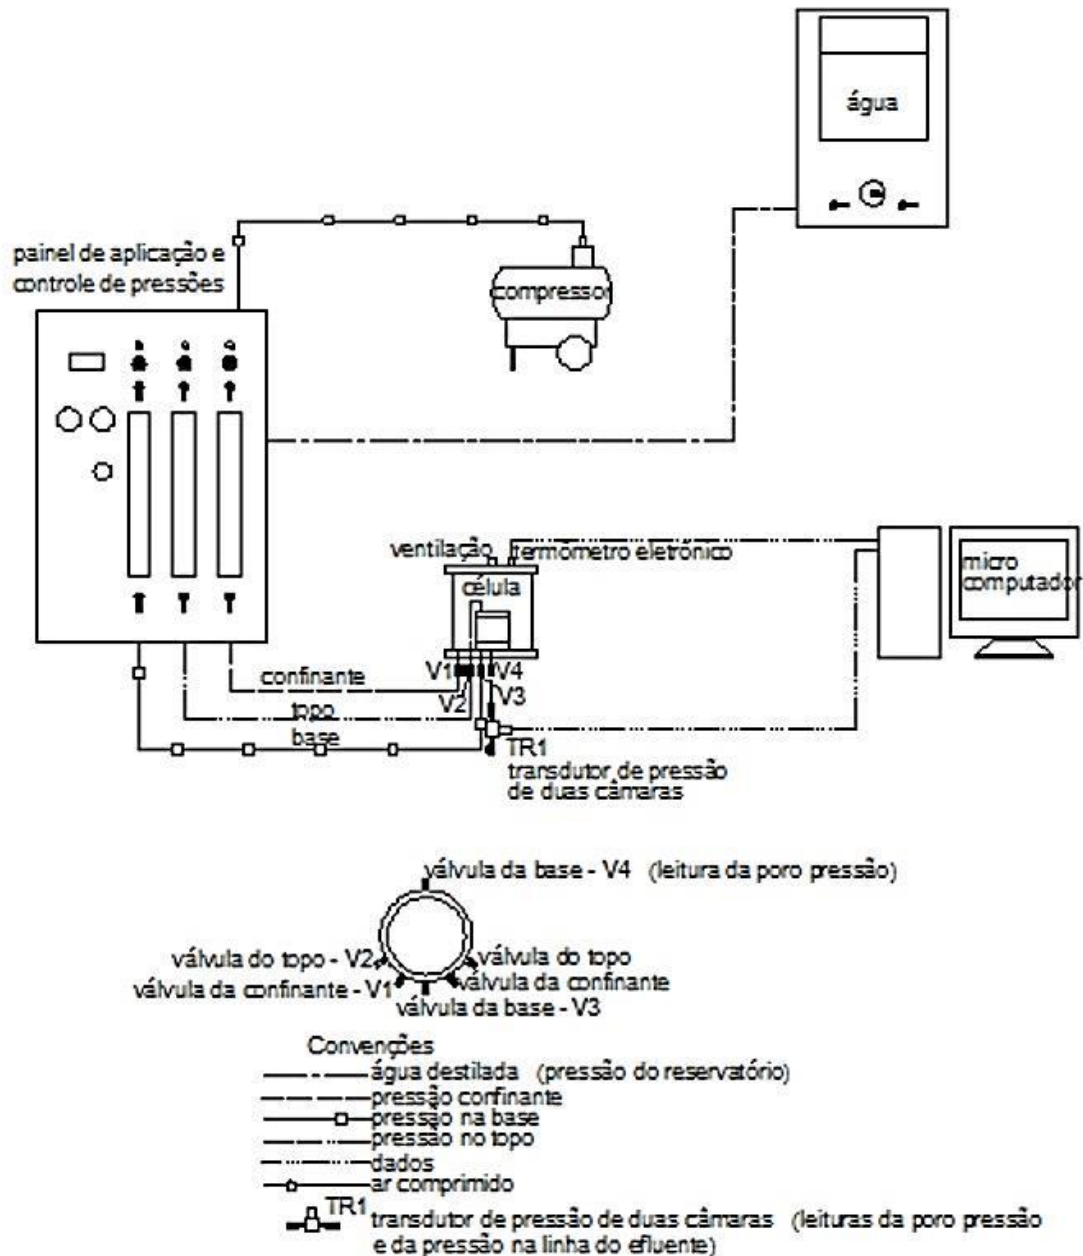 água
painel de aplicação e
controle de pressões
compressor
ventilação
termômetro eletrônico
célula
micro
computador
V1
V4
confinante
V2
V3
topo
base
TR1
transdutor de pressão
de duas câmaras
válvula da base - V4 (leitura da poro pressão)
válvula do topo - V2
válvula do topo
válvula da confinante - V1
válvula da confinante
válvula da base - V3
Convenções
água destilada (pressão do reservatório)
pressão confinante
pressão na base
pressão no topo
dados
ar comprimido
TR1
transdutor de pressão de duas câmaras (leituras da poro pressão
e da pressão na linha do efluente)